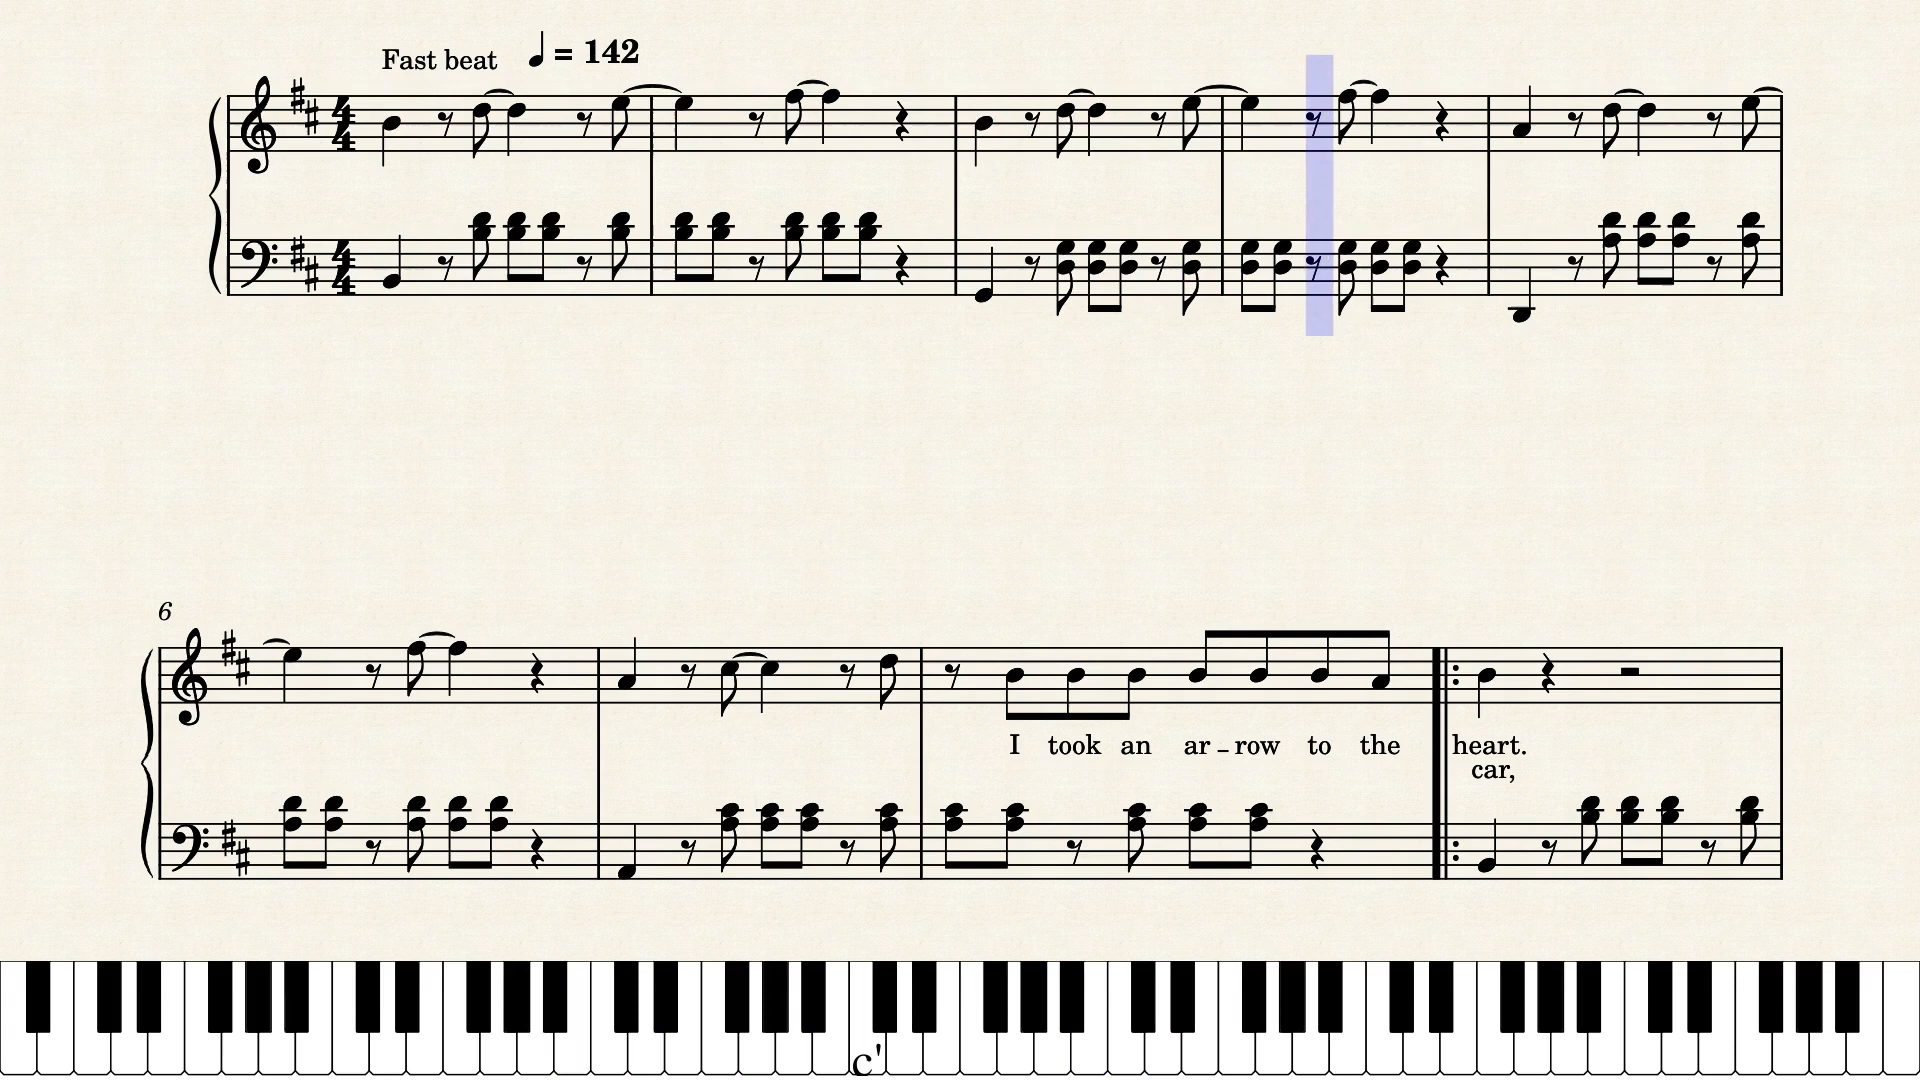 Fast beat ♩ = 142
6
I took an ar - row to the heart.
car,
c'